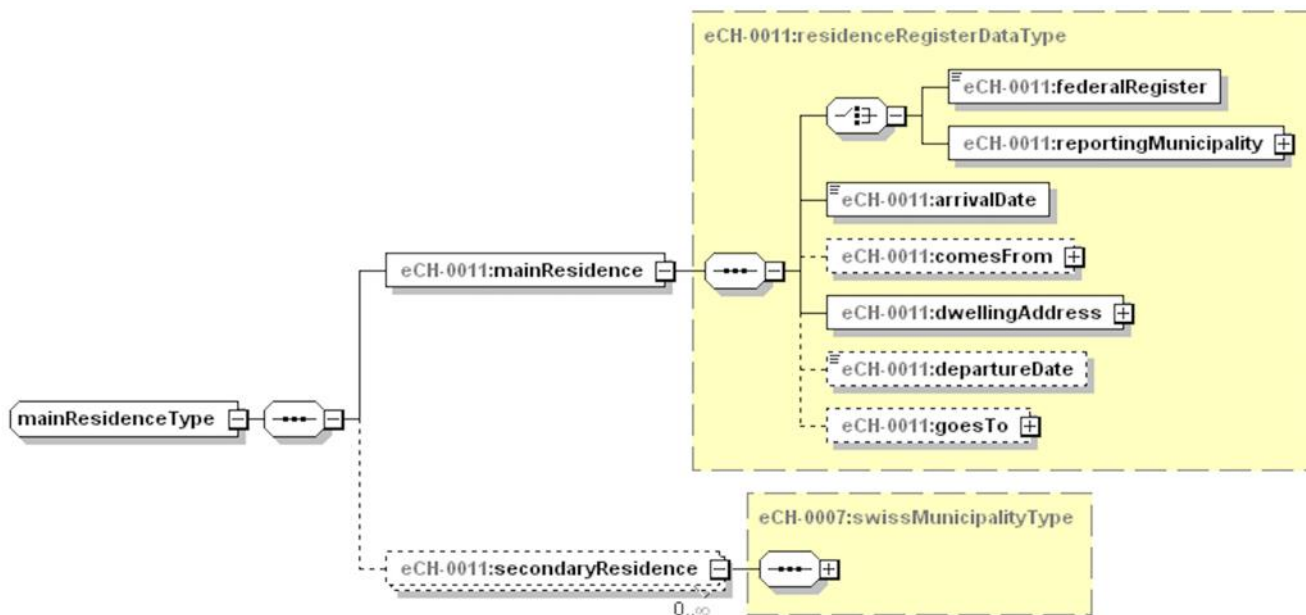 eCH-0011:residenceRegisterDataType
eCH-0011:federalRegister
eCH-0011:reportingMunicipality
eCH-0011:arrivalDate
eCH-0011:comesFrom
eCH-0011:mainResidence
eCH-0011:dwellingAddress
eCH-0011:departureDate
mainResidenceType
eCH-0011:goesTo
eCH-0007:swissMunicipalityType
eCH-0011:secondaryResidence
0..∞